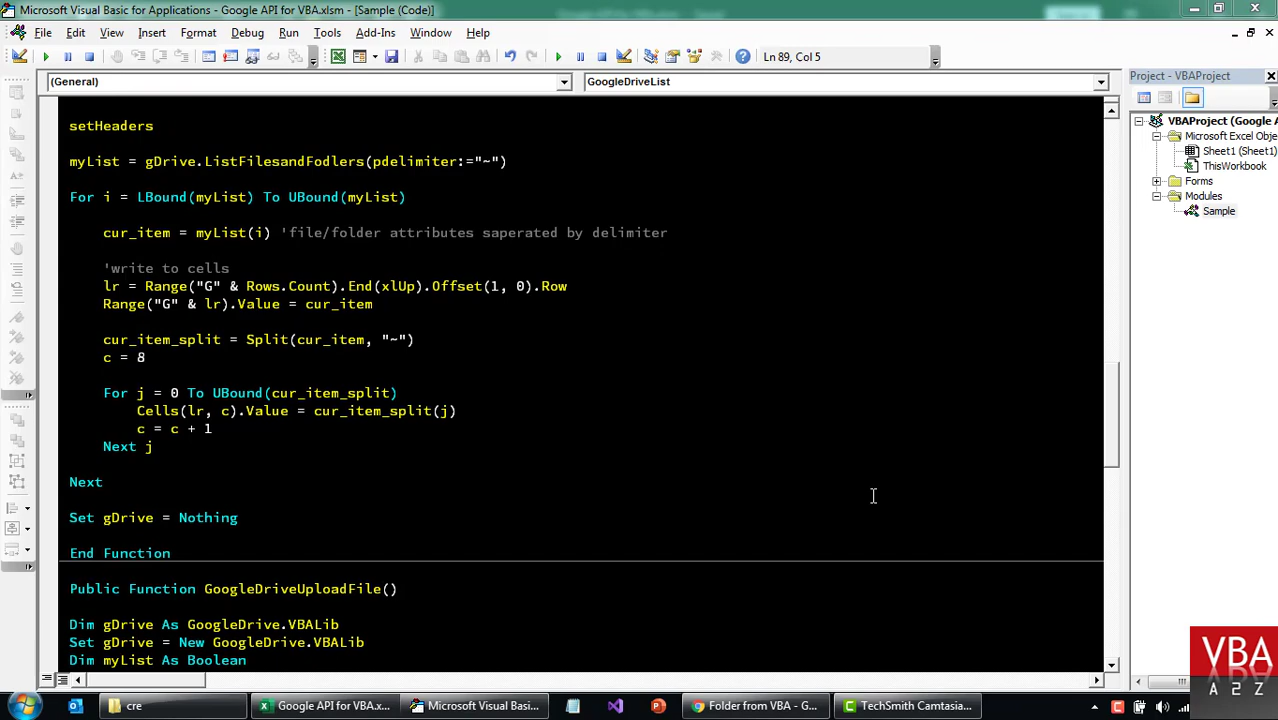 Microsoft Visual Basic for Applications - Google API for VBA.xlsm - [Sample (Code)]
File Edit View Insert Format Debug Run Tools Add-Ins Window Help
Ln 89, Col 5
(General)
GoogleDriveList
Project - VBAProject
VBAProject (Google A
Microsoft Excel Obje
Sheet1 (Sheet1)
ThisWorkbook
Forms
Modules
Sample
setHeaders
myList = gDrive.ListFilesandFodlers(pdelimiter:="~")
For i = LBound(myList) To UBound(myList)
cur_item = myList(i) 'file/folder attributes saperated by delimiter
'write to cells
lr = Range("G" & Rows.Count).End(xlUp).Offset(1, 0).Row
Range("G" & lr).Value = cur_item
cur_item_split = Split(cur_item, "~")
c = 8
For j = 0 To UBound(cur_item_split)
Cells(lr, c).Value = cur_item_split(j)
c = c + 1
Next j
Next
Set gDrive = Nothing
End Function
Public Function GoogleDriveUploadFile()
Dim gDrive As GoogleDrive.VBALib
Set gDrive = New GoogleDrive.VBALib
Dim myList As Boolean
VBA
A 2 Z
cre
Google API for VBA.x...
Microsoft Visual Basi...
Folder from VBA - G...
TechSmith Camtasia...